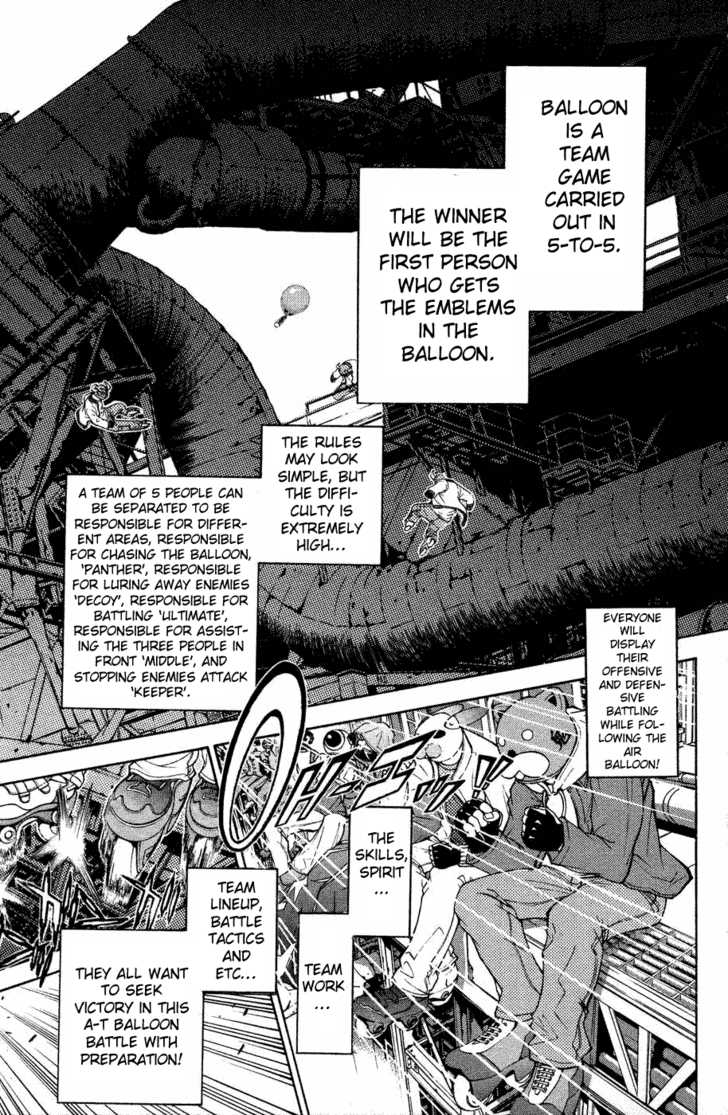 BALLOON
IS A
TEAM
GAME
CARRIED
OUT IN
5-TO-5.
THE WINNER
WILL BE THE
FIRST PERSON
WHO GETS
THE EMBLEMS
IN THE
BALLOON.
THE RULES
MAY LOOK
SIMPLE, BUT
THE DIFFI-
CULTY IS
EXTREMELY
HIGH...
A TEAM OF 5 PEOPLE CAN
BE SEPARATED TO BE
RESPONSIBLE FOR DIFFER-
ENT AREAS, RESPONSIBLE
FOR CHASING THE BALLOON,
'PANTHER', RESPONSIBLE
FOR LURING AWAY ENEMIES
'DECOY', RESPONSIBLE FOR
BATTLING 'ULTIMATE',
RESPONSIBLE FOR ASSIST-
ING THE THREE PEOPLE IN
FRONT 'MIDDLE', AND
STOPPING ENEMIES ATTACK
'KEEPER'.
EVERYONE
WILL
DISPLAY
THEIR
OFFENSIVE
AND DEFEN-
SIVE
BATTLING
WHILE FOL-
LOWING THE
AIR
BALLOON!
THE
SKILLS,
SPIRIT
...
TEAM
WORK
...
TEAM
LINEUP,
BATTLE
TACTICS
AND
ETC...
THEY ALL WANT
TO SEEK
VICTORY IN THIS
A-T BALLOON
BATTLE WITH
PREPARATION!